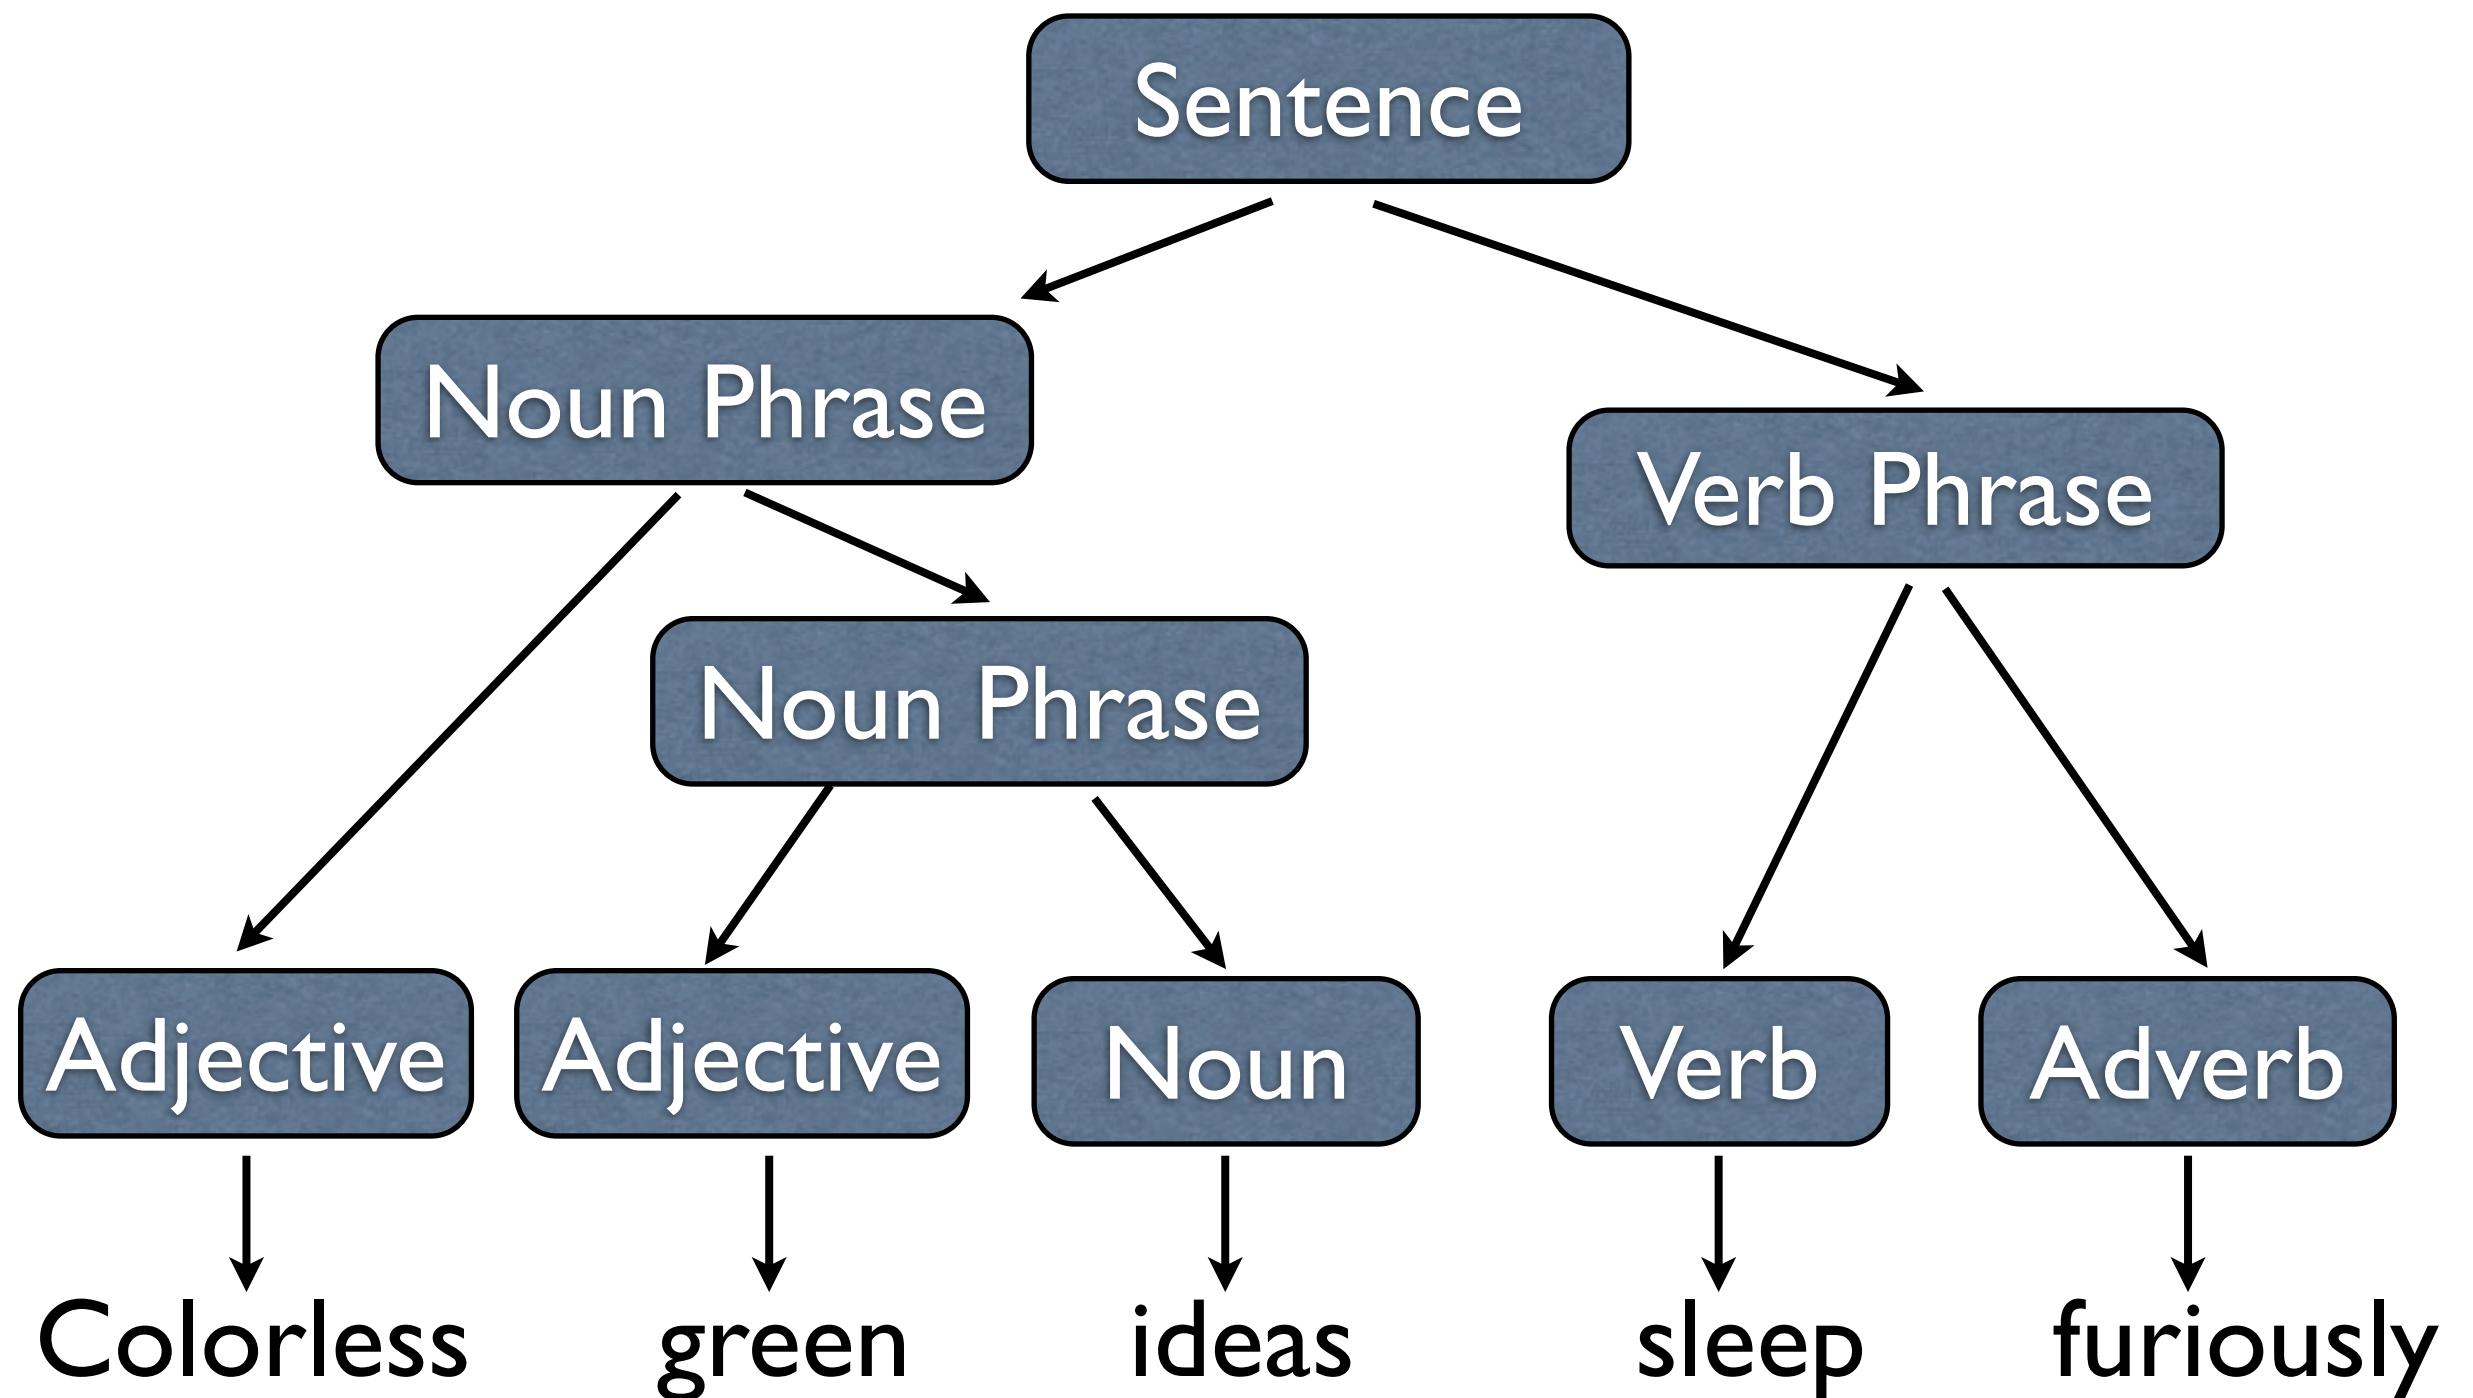 Sentence
Noun Phrase
Verb Phrase
Noun Phrase
Adjective Adjective Noun Verb Adverb
Colorless green ideas sleep furiously